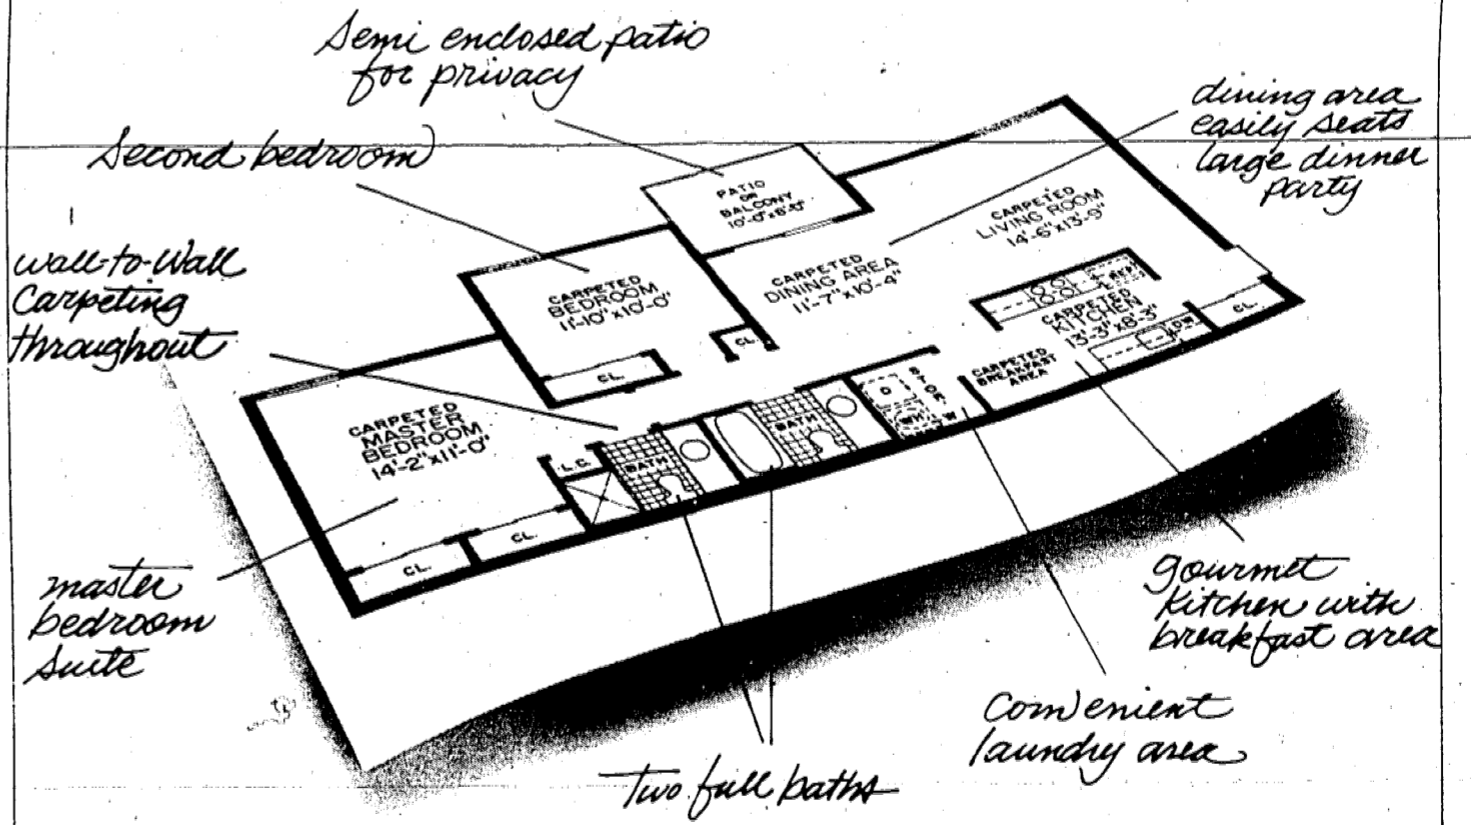 Semi enclosed patio
for privacy
Second bedroom
dining area
easily seats
large dinner
party
wall-to-wall
Carpeting
throughout
PATIO
OR
BALCONY
10'-0"x8'-0"
CARPETED
LIVING ROOM
14'-6"x13'-9"
CARPETED
DINING AREA
11'-7"x10'-4"
CARPETED
BEDROOM
11'-10"x10'-0"
REF.
CARPETED
KITCHEN
13'-3"x8'-3"
D.W.
CL.
CL.
CL.
CARPETED
BREAKFAST
AREA
STOR
D
W
WH
BATH
BATH
L.C.
CARPETED
MASTER
BEDROOM
14'-2"x11'-0"
CL.
CL.
master
bedroom
suite
gourmet
kitchen with
breakfast area
Convenient
laundry area
Two full baths